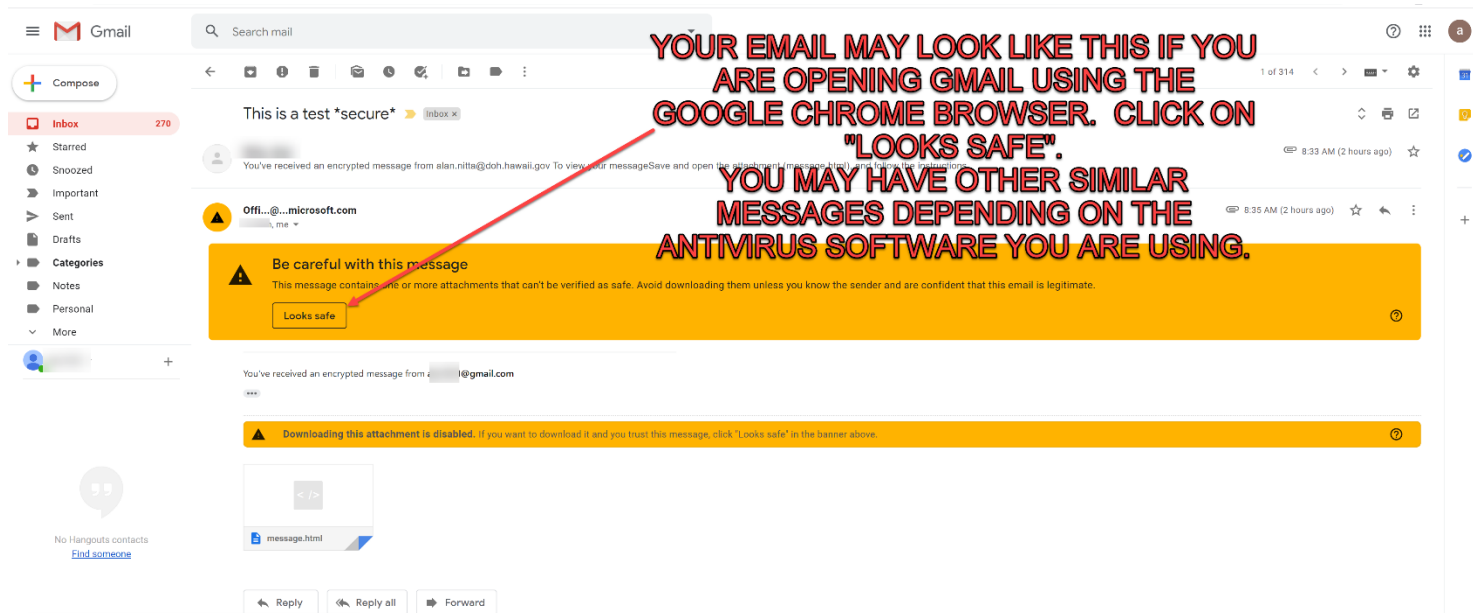 Gmail
Search mail
a
YOUR EMAIL MAY LOOK LIKE THIS IF YOU
ARE OPENING GMAIL USING THE
GOOGLE CHROME BROWSER. CLICK ON
"LOOKS SAFE".
YOU MAY HAVE OTHER SIMILAR
MESSAGES DEPENDING ON THE
ANTIVIRUS SOFTWARE YOU ARE USING.
Compose
1 of 314
31
Inbox 270
Starred
Snoozed
Important
Sent
Drafts
Categories
Notes
Personal
More
This is a test *secure* Inbox ×
8:33 AM (2 hours ago)
You've received an encrypted message from alan.nitta@doh.hawaii.gov To view your messageSave and open the attachment (message.html), and follow the instructions
Offi...@...microsoft.com
8:35 AM (2 hours ago)
, me
Be careful with this message
This message contains one or more attachments that can't be verified as safe. Avoid downloading them unless you know the sender and are confident that this email is legitimate.
Looks safe
You've received an encrypted message from @gmail.com
Downloading this attachment is disabled. If you want to download it and you trust this message, click "Looks safe" in the banner above.
</>
message.html
No Hangouts contacts
Find someone
Reply
Reply all
Forward